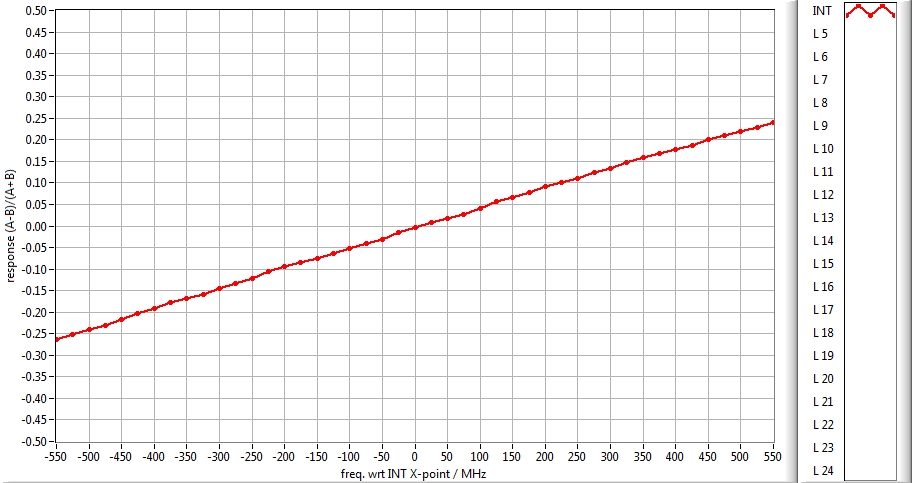 0.50
0.45
0.40
0.35
0.30
0.25
0.20
0.15
0.10
0.05
0.00
-0.05
-0.10
-0.15
-0.20
-0.25
-0.30
-0.35
-0.40
-0.45
-0.50
response (A-B)/(A+B)
-550 -500 -450 -400 -350 -300 -250 -200 -150 -100 -50 0 50 100 150 200 250 300 350 400 450 500 550
freq. wrt INT X-point / MHz
INT
L 5
L 6
L 7
L 8
L 9
L 10
L 11
L 12
L 13
L 14
L 15
L 16
L 17
L 18
L 19
L 20
L 21
L 22
L 23
L 24